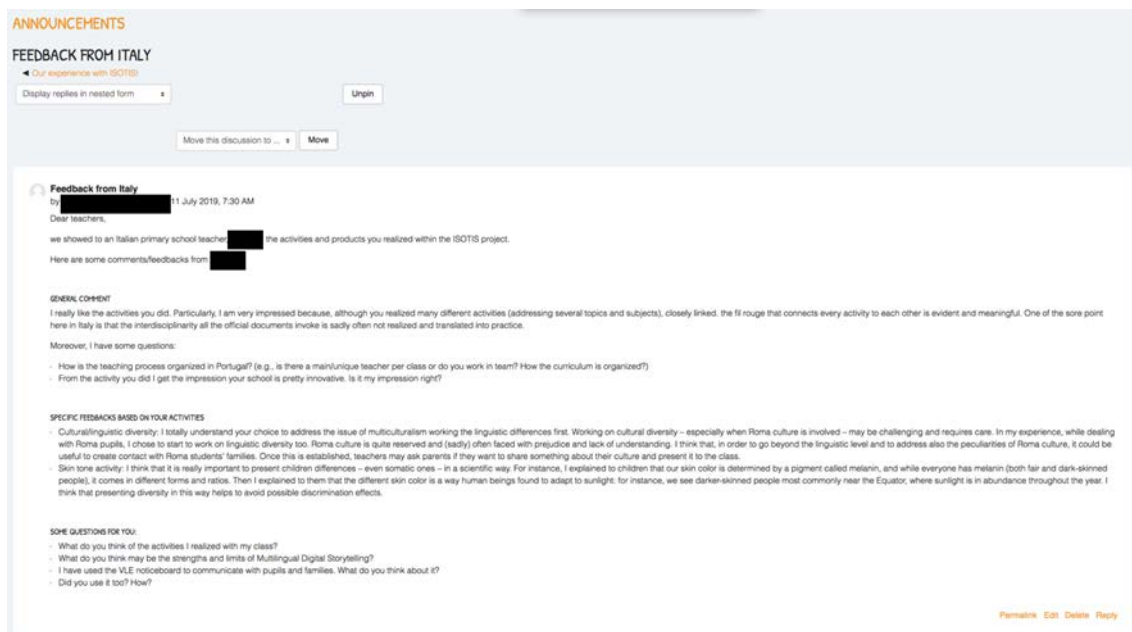 ANNOUNCEMENTS
FEEDBACK FROM ITALY
◄ Our experience with ISOTIS!
Display replies in nested form
Unpin
Move this discussion to ...
Move
Feedback from Italy
by 11 July 2019, 7:30 AM
Dear teachers,
we showed to an Italian primary school teacher, the activities and products you realized within the ISOTIS project.
Here are some comments/feedbacks from
GENERAL COMMENT
I really like the activities you did. Particularly, I am very impressed because, although you realized many different activities (addressing several topics and subjects), closely linked. the fil rouge that connects every activity to each other is evident and meaningful. One of the sore point
here in Italy is that the interdisciplinarity all the official documents invoke is sadly often not realized and translated into practice.
Moreover, I have some questions:
- How is the teaching process organized in Portugal? (e.g., is there a main/unique teacher per class or do you work in team? How the curriculum is organized?)
- From the activity you did I get the impression your school is pretty innovative. Is it my impression right?
SPECIFIC FEEDBACKS BASED ON YOUR ACTIVITIES
- Cultural/linguistic diversity: I totally understand your choice to address the issue of multiculturalism working the linguistic differences first. Working on cultural diversity – especially when Roma culture is involved – may be challenging and requires care. In my experience, while dealing
with Roma pupils, I chose to start to work on linguistic diversity too. Roma culture is quite reserved and (sadly) often faced with prejudice and lack of understanding. I think that, in order to go beyond the linguistic level and to address also the peculiarities of Roma culture, it could be
useful to create contact with Roma students' families. Once this is established, teachers may ask parents if they want to share something about their culture and present it to the class.
- Skin tone activity: I think that it is really important to present children differences – even somatic ones – in a scientific way. For instance, I explained to children that our skin color is determined by a pigment called melanin, and while everyone has melanin (both fair and dark-skinned
people), it comes in different forms and ratios. Then I explained to them that the different skin color is a way human beings found to adapt to sunlight: for instance, we see darker-skinned people most commonly near the Equator, where sunlight is in abundance throughout the year. I
think that presenting diversity in this way helps to avoid possible discrimination effects.
SOME QUESTIONS FOR YOU:
- What do you think of the activities I realized with my class?
- What do you think may be the strengths and limits of Multilingual Digital Storytelling?
- I have used the VLE noticeboard to communicate with pupils and families. What do you think about it?
- Did you use it too? How?
Permalink Edit Delete Reply